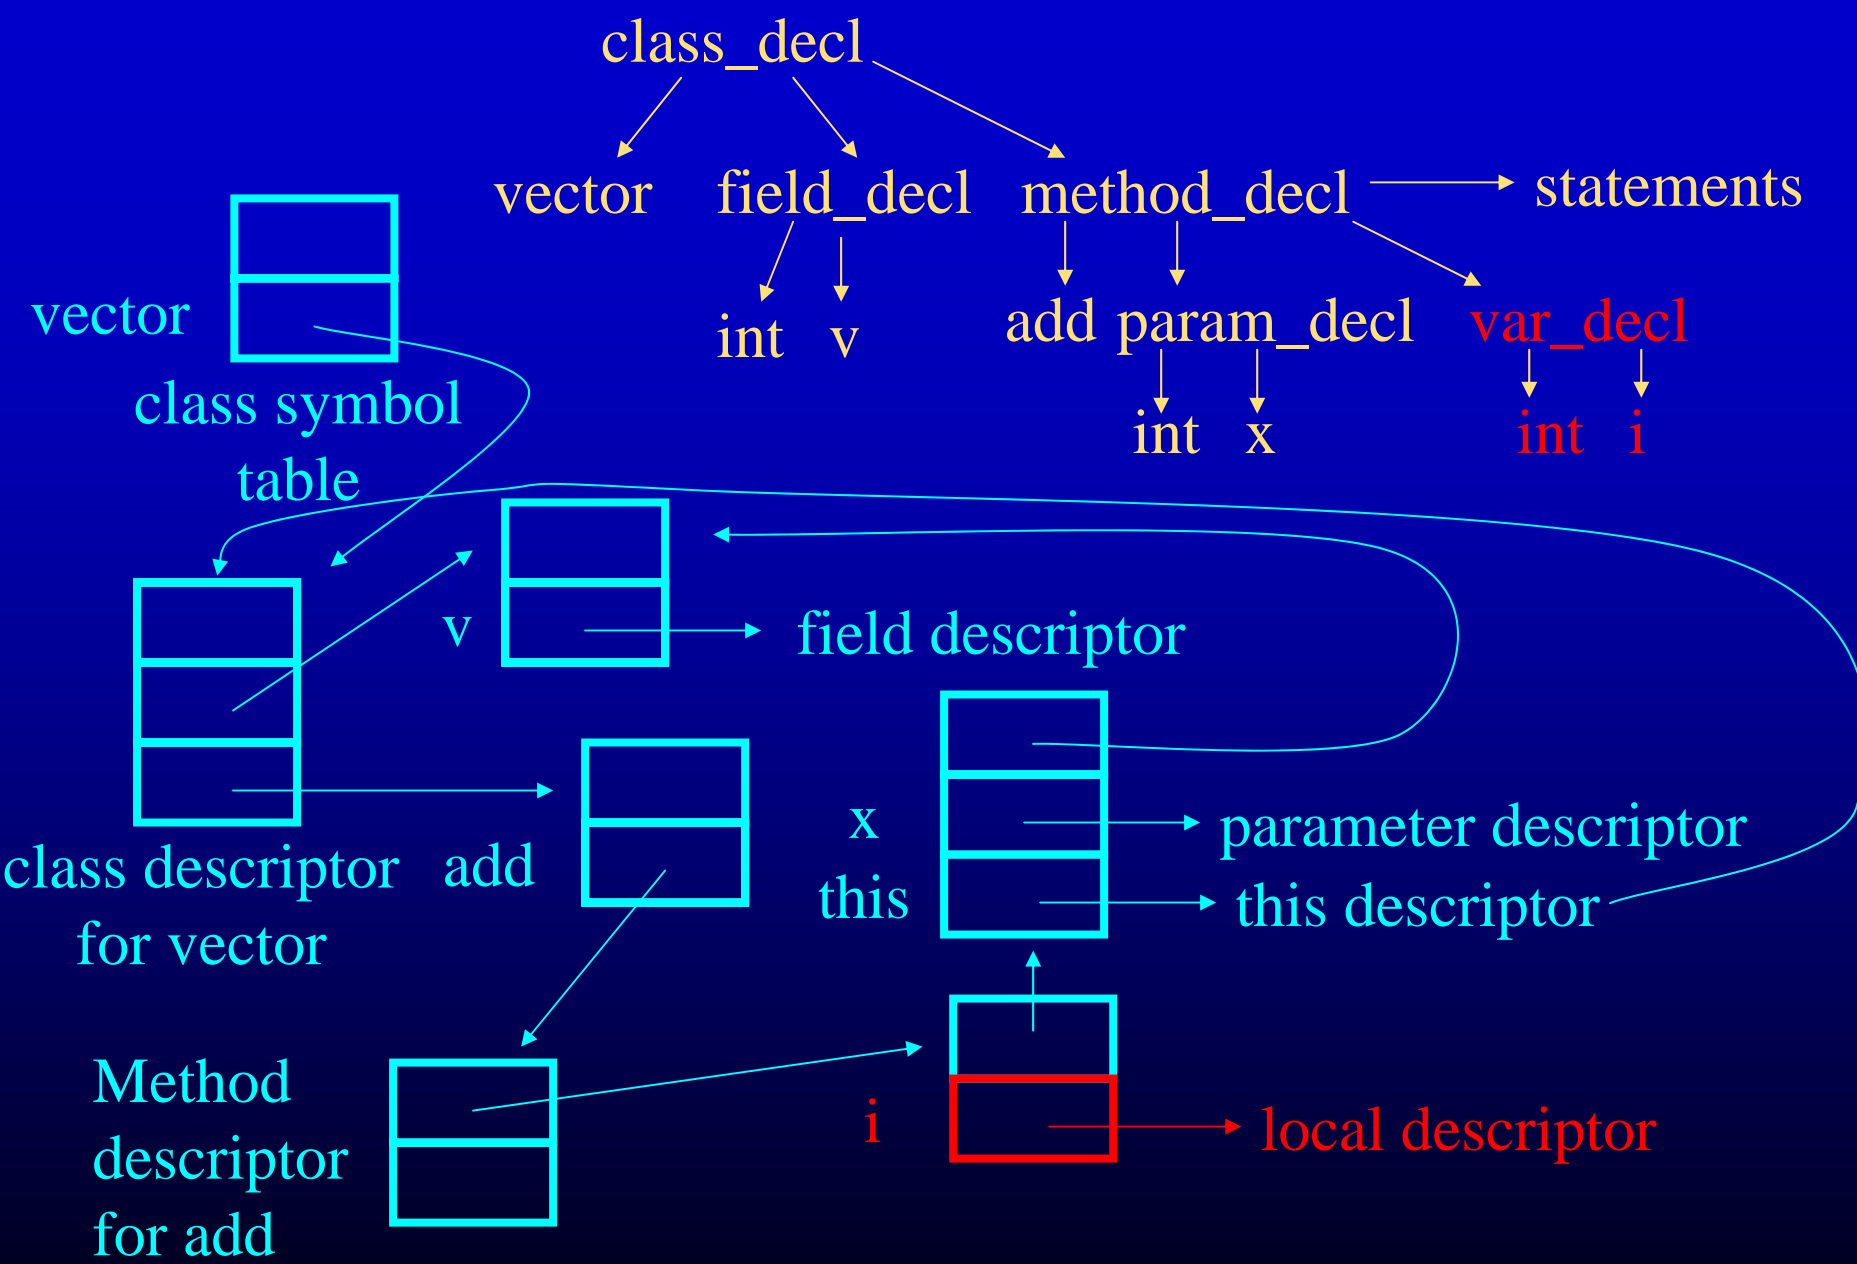 class_decl
vector field_decl method_decl statements
int v add param_decl var_decl
int x int i
vector
class symbol
table
v field descriptor
x parameter descriptor
this this descriptor
class descriptor
for vector
add
Method
descriptor
for add
i local descriptor